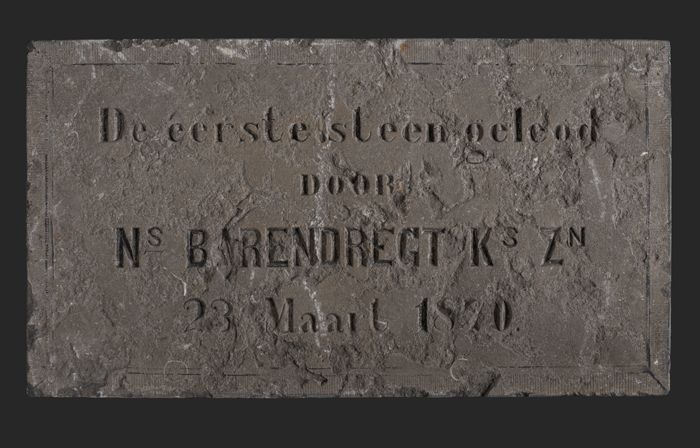 De eerste steen gelegd
DOOR
Nˢ BARENDREGT Kˢ Zᴺ
23 Maart 1870.